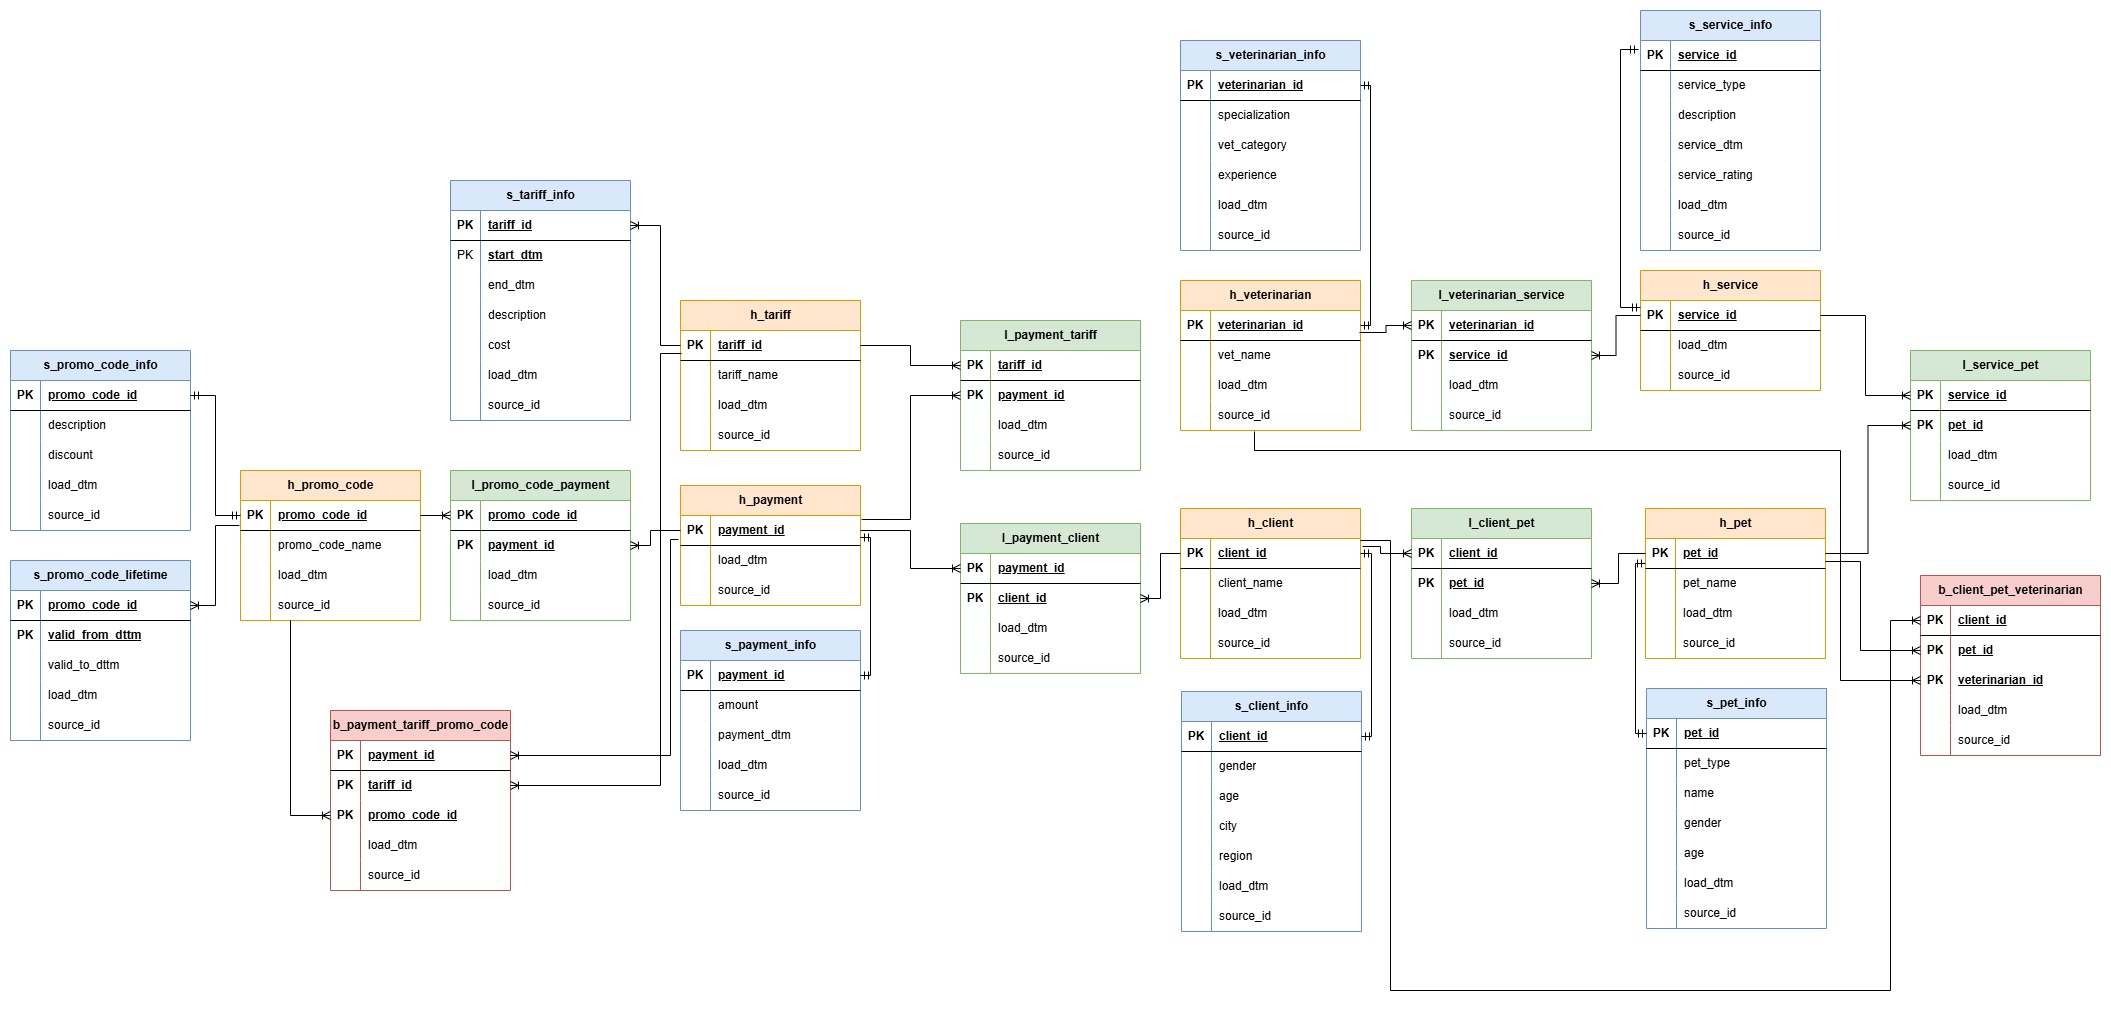 s_service_info
PK service_id
service_type
description
service_dtm
service_rating
load_dtm
source_id
s_veterinarian_info
PK veterinarian_id
specialization
vet_category
experience
load_dtm
source_id
s_tariff_info
PK tariff_id
PK start_dtm
end_dtm
description
cost
load_dtm
source_id
h_tariff
PK tariff_id
tariff_name
load_dtm
source_id
l_payment_tariff
PK tariff_id
PK payment_id
load_dtm
source_id
h_veterinarian
PK veterinarian_id
vet_name
load_dtm
source_id
l_veterinarian_service
PK veterinarian_id
PK service_id
load_dtm
source_id
h_service
PK service_id
load_dtm
source_id
l_service_pet
PK service_id
PK pet_id
load_dtm
source_id
s_promo_code_info
PK promo_code_id
description
discount
load_dtm
source_id
h_promo_code
PK promo_code_id
promo_code_name
load_dtm
source_id
l_promo_code_payment
PK promo_code_id
PK payment_id
load_dtm
source_id
h_payment
PK payment_id
load_dtm
source_id
l_payment_client
PK payment_id
PK client_id
load_dtm
source_id
h_client
PK client_id
client_name
load_dtm
source_id
l_client_pet
PK client_id
PK pet_id
load_dtm
source_id
h_pet
PK pet_id
pet_name
load_dtm
source_id
b_client_pet_veterinarian
PK client_id
PK pet_id
PK veterinarian_id
load_dtm
source_id
s_promo_code_lifetime
PK promo_code_id
PK valid_from_dttm
valid_to_dttm
load_dtm
source_id
b_payment_tariff_promo_code
PK payment_id
PK tariff_id
PK promo_code_id
load_dtm
source_id
s_payment_info
PK payment_id
amount
payment_dtm
load_dtm
source_id
s_client_info
PK client_id
gender
age
city
region
load_dtm
source_id
s_pet_info
PK pet_id
pet_type
name
gender
age
load_dtm
source_id